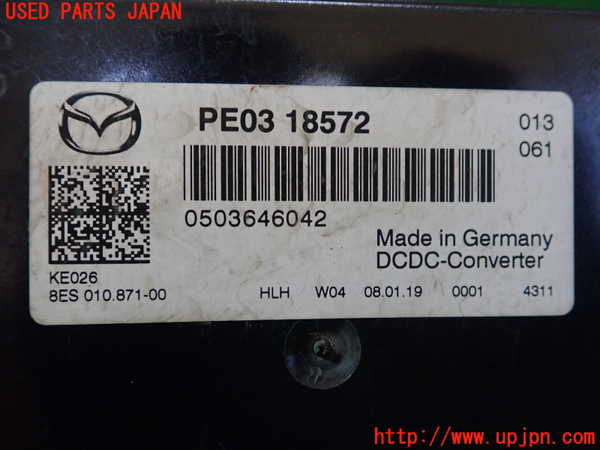 USED PARTS JAPAN
PE03 18572
013
061
0503646042
Made in Germany
DCDC-Converter
KE026
8ES 010.871-00
HLH W04 08.01.19 0001 4311
http://www.upjpn.com/